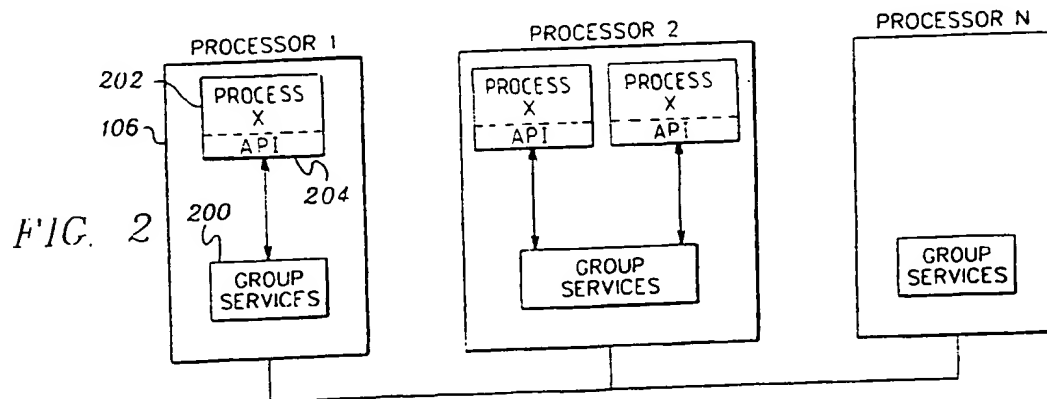 PROCESSOR 1
PROCESSOR 2
PROCESSOR N
202
PROCESS
X
API
PROCESS
X
API
PROCESS
X
API
106
204
FIG. 2
200
GROUP
SERVICES
GROUP
SERVICES
GROUP
SERVICES